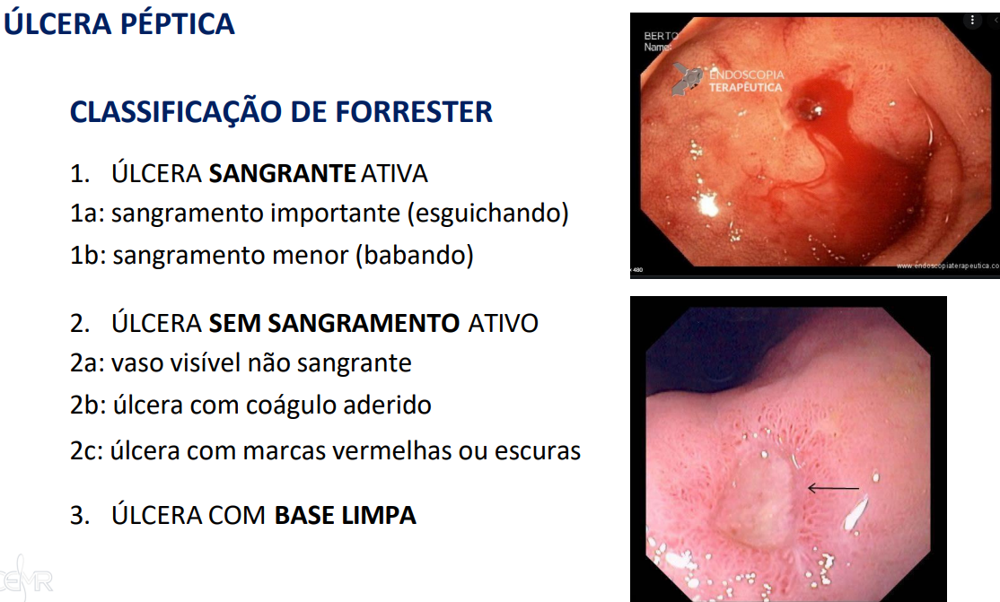 ÚLCERA PÉPTICA
CLASSIFICAÇÃO DE FORRESTER
1. ÚLCERA SANGRANTE ATIVA
1a: sangramento importante (esguichando)
1b: sangramento menor (babando)
2. ÚLCERA SEM SANGRAMENTO ATIVO
2a: vaso visível não sangrante
2b: úlcera com coágulo aderido
2c: úlcera com marcas vermelhas ou escuras
3. ÚLCERA COM BASE LIMPA
BERTO
Name:
ENDOSCOPIA
TERAPÊUTICA
www.endoscopiaterapeutica.co
x 480
CEMR